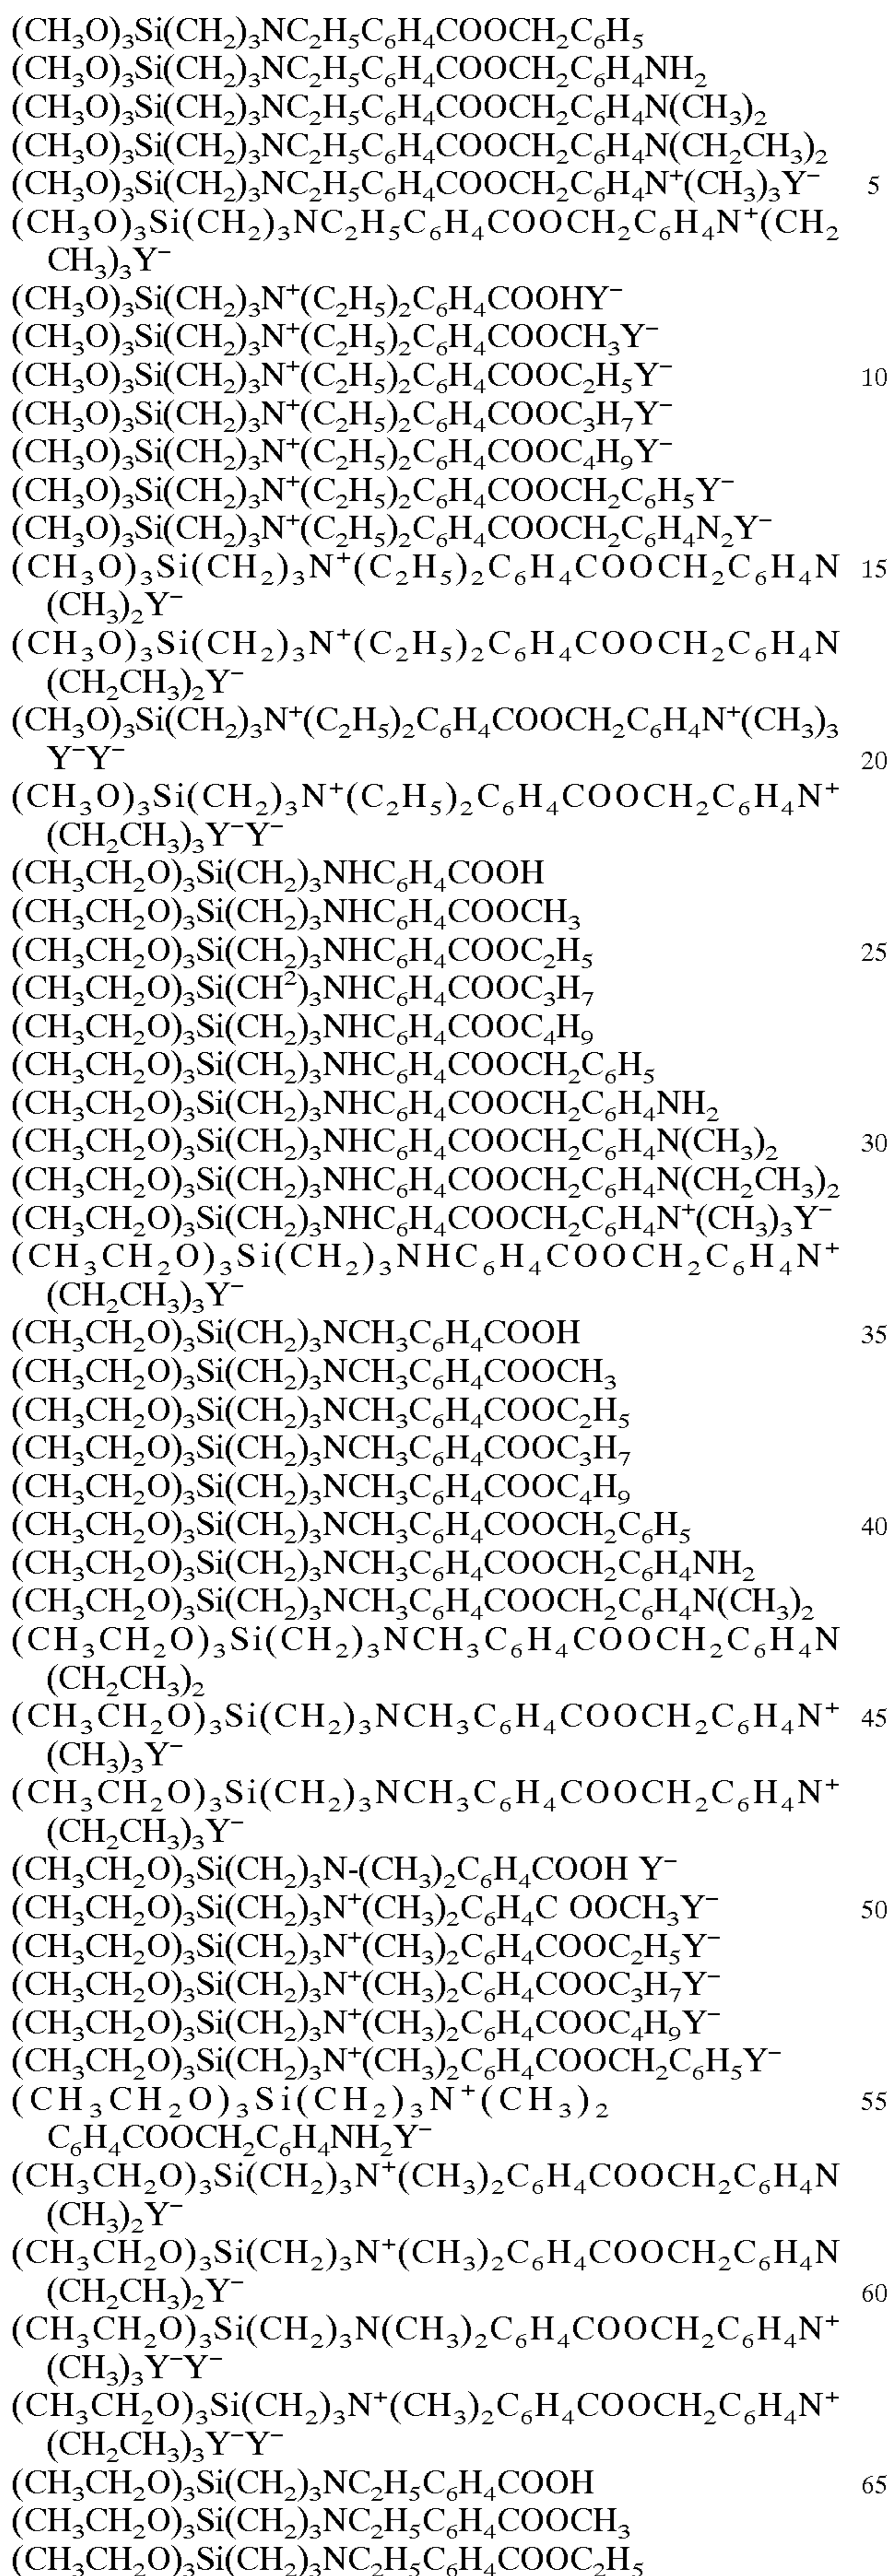 (CH₃O)₃Si(CH₂)₃NC₂H₅C₆H₄COOCH₂C₆H₅
(CH₃O)₃Si(CH₂)₃NC₂H₅C₆H₄COOCH₂C₆H₄NH₂
(CH₃O)₃Si(CH₂)₃NC₂H₅C₆H₄COOCH₂C₆H₄N(CH₃)₂
(CH₃O)₃Si(CH₂)₃NC₂H₅C₆H₄COOCH₂C₆H₄N(CH₂CH₃)₂
(CH₃O)₃Si(CH₂)₃NC₂H₅C₆H₄COOCH₂C₆H₄N⁺(CH₃)₃Y⁻ 5
(CH₃O)₃Si(CH₂)₃NC₂H₅C₆H₄COOCH₂C₆H₄N⁺(CH₂
CH₃)₃Y⁻
(CH₃O)₃Si(CH₂)₃N⁺(C₂H₅)₂C₆H₄COOHY⁻
(CH₃O)₃Si(CH₂)₃N⁺(C₂H₅)₂C₆H₄COOCH₃Y⁻
(CH₃O)₃Si(CH₂)₃N⁺(C₂H₅)₂C₆H₄COOC₂H₅Y⁻ 10
(CH₃O)₃Si(CH₂)₃N⁺(C₂H₅)₂C₆H₄COOC₃H₇Y⁻
(CH₃O)₃Si(CH₂)₃N⁺(C₂H₅)₂C₆H₄COOC₄H₉Y⁻
(CH₃O)₃Si(CH₂)₃N⁺(C₂H₅)₂C₆H₄COOCH₂C₆H₅Y⁻
(CH₃O)₃Si(CH₂)₃N⁺(C₂H₅)₂C₆H₄COOCH₂C₆H₄N₂Y⁻
(CH₃O)₃Si(CH₂)₃N⁺(C₂H₅)₂C₆H₄COOCH₂C₆H₄N 15
(CH₃)₂Y⁻
(CH₃O)₃Si(CH₂)₃N⁺(C₂H₅)₂C₆H₄COOCH₂C₆H₄N
(CH₂CH₃)₂Y⁻
(CH₃O)₃Si(CH₂)₃N⁺(C₂H₅)₂C₆H₄COOCH₂C₆H₄N⁺(CH₃)₃
Y⁻Y⁻ 20
(CH₃O)₃Si(CH₂)₃N⁺(C₂H₅)₂C₆H₄COOCH₂C₆H₄N⁺
(CH₂CH₃)₃Y⁻Y⁻
(CH₃CH₂O)₃Si(CH₂)₃NHC₆H₄COOH
(CH₃CH₂O)₃Si(CH₂)₃NHC₆H₄COOCH₃
(CH₃CH₂O)₃Si(CH₂)₃NHC₆H₄COOC₂H₅ 25
(CH₃CH₂O)₃Si(CH²)₃NHC₆H₄COOC₃H₇
(CH₃CH₂O)₃Si(CH₂)₃NHC₆H₄COOC₄H₉
(CH₃CH₂O)₃Si(CH₂)₃NHC₆H₄COOCH₂C₆H₅
(CH₃CH₂O)₃Si(CH₂)₃NHC₆H₄COOCH₂C₆H₄NH₂
(CH₃CH₂O)₃Si(CH₂)₃NHC₆H₄COOCH₂C₆H₄N(CH₃)₂ 30
(CH₃CH₂O)₃Si(CH₂)₃NHC₆H₄COOCH₂C₆H₄N(CH₂CH₃)₂
(CH₃CH₂O)₃Si(CH₂)₃NHC₆H₄COOCH₂C₆H₄N⁺(CH₃)₃Y⁻
(CH₃CH₂O)₃Si(CH₂)₃NHC₆H₄COOCH₂C₆H₄N⁺
(CH₂CH₃)₃Y⁻
(CH₃CH₂O)₃Si(CH₂)₃NCH₃C₆H₄COOH 35
(CH₃CH₂O)₃Si(CH₂)₃NCH₃C₆H₄COOCH₃
(CH₃CH₂O)₃Si(CH₂)₃NCH₃C₆H₄COOC₂H₅
(CH₃CH₂O)₃Si(CH₂)₃NCH₃C₆H₄COOC₃H₇
(CH₃CH₂O)₃Si(CH₂)₃NCH₃C₆H₄COOC₄H₉
(CH₃CH₂O)₃Si(CH₂)₃NCH₃C₆H₄COOCH₂C₆H₅ 40
(CH₃CH₂O)₃Si(CH₂)₃NCH₃C₆H₄COOCH₂C₆H₄NH₂
(CH₃CH₂O)₃Si(CH₂)₃NCH₃C₆H₄COOCH₂C₆H₄N(CH₃)₂
(CH₃CH₂O)₃Si(CH₂)₃NCH₃C₆H₄COOCH₂C₆H₄N
(CH₂CH₃)₂
(CH₃CH₂O)₃Si(CH₂)₃NCH₃C₆H₄COOCH₂C₆H₄N⁺ 45
(CH₃)₃Y⁻
(CH₃CH₂O)₃Si(CH₂)₃NCH₃C₆H₄COOCH₂C₆H₄N⁺
(CH₂CH₃)₃Y⁻
(CH₃CH₂O)₃Si(CH₂)₃N-(CH₃)₂C₆H₄COOH Y⁻
(CH₃CH₂O)₃Si(CH₂)₃N⁺(CH₃)₂C₆H₄C OOCH₃Y⁻ 50
(CH₃CH₂O)₃Si(CH₂)₃N⁺(CH₃)₂C₆H₄COOC₂H₅Y⁻
(CH₃CH₂O)₃Si(CH₂)₃N⁺(CH₃)₂C₆H₄COOC₃H₇Y⁻
(CH₃CH₂O)₃Si(CH₂)₃N⁺(CH₃)₂C₆H₄COOC₄H₉Y⁻
(CH₃CH₂O)₃Si(CH₂)₃N⁺(CH₃)₂C₆H₄COOCH₂C₆H₅Y⁻
(CH₃CH₂O)₃Si(CH₂)₃N⁺(CH₃)₂ 55
C₆H₄COOCH₂C₆H₄NH₂Y⁻
(CH₃CH₂O)₃Si(CH₂)₃N⁺(CH₃)₂C₆H₄COOCH₂C₆H₄N
(CH₃)₂Y⁻
(CH₃CH₂O)₃Si(CH₂)₃N⁺(CH₃)₂C₆H₄COOCH₂C₆H₄N
(CH₂CH₃)₂Y⁻ 60
(CH₃CH₂O)₃Si(CH₂)₃N(CH₃)₂C₆H₄COOCH₂C₆H₄N⁺
(CH₃)₃Y⁻Y⁻
(CH₃CH₂O)₃Si(CH₂)₃N⁺(CH₃)₂C₆H₄COOCH₂C₆H₄N⁺
(CH₂CH₃)₃Y⁻Y⁻
(CH₃CH₂O)₃Si(CH₂)₃NC₂H₅C₆H₄COOH 65
(CH₃CH₂O)₃Si(CH₂)₃NC₂H₅C₆H₄COOCH₃
(CH₃CH₂O)₃Si(CH₂)₃NC₂H₅C₆H₄COOC₂H₅